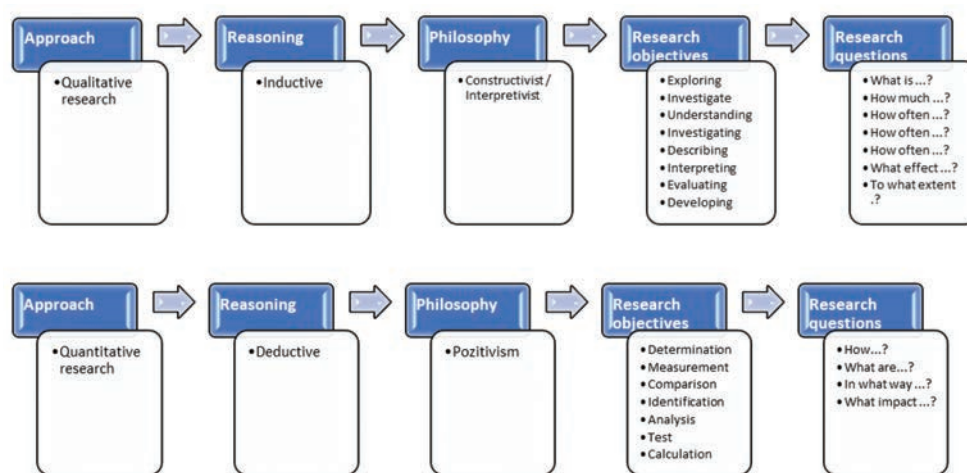 Approach
• Qualitative
research
Reasoning
• Inductive
Philosophy
• Constructivist /
Interpretivist
Research
objectives
• Exploring
• Investigate
• Understanding
• Investigating
• Describing
• Interpreting
• Evaluating
• Developing
Research
questions
• What is ...?
• How much ...?
• How often ...?
• How often ...?
• How often ...?
• What effect ...?
• To what extent
.?
Approach
• Quantitative
research
Reasoning
• Deductive
Philosophy
• Pozitivism
Research
objectives
• Determination
• Measurement
• Comparison
• Identification
• Analysis
• Test
• Calculation
Research
questions
• How...?
• What are...?
• In what way ...?
• What impact ...?